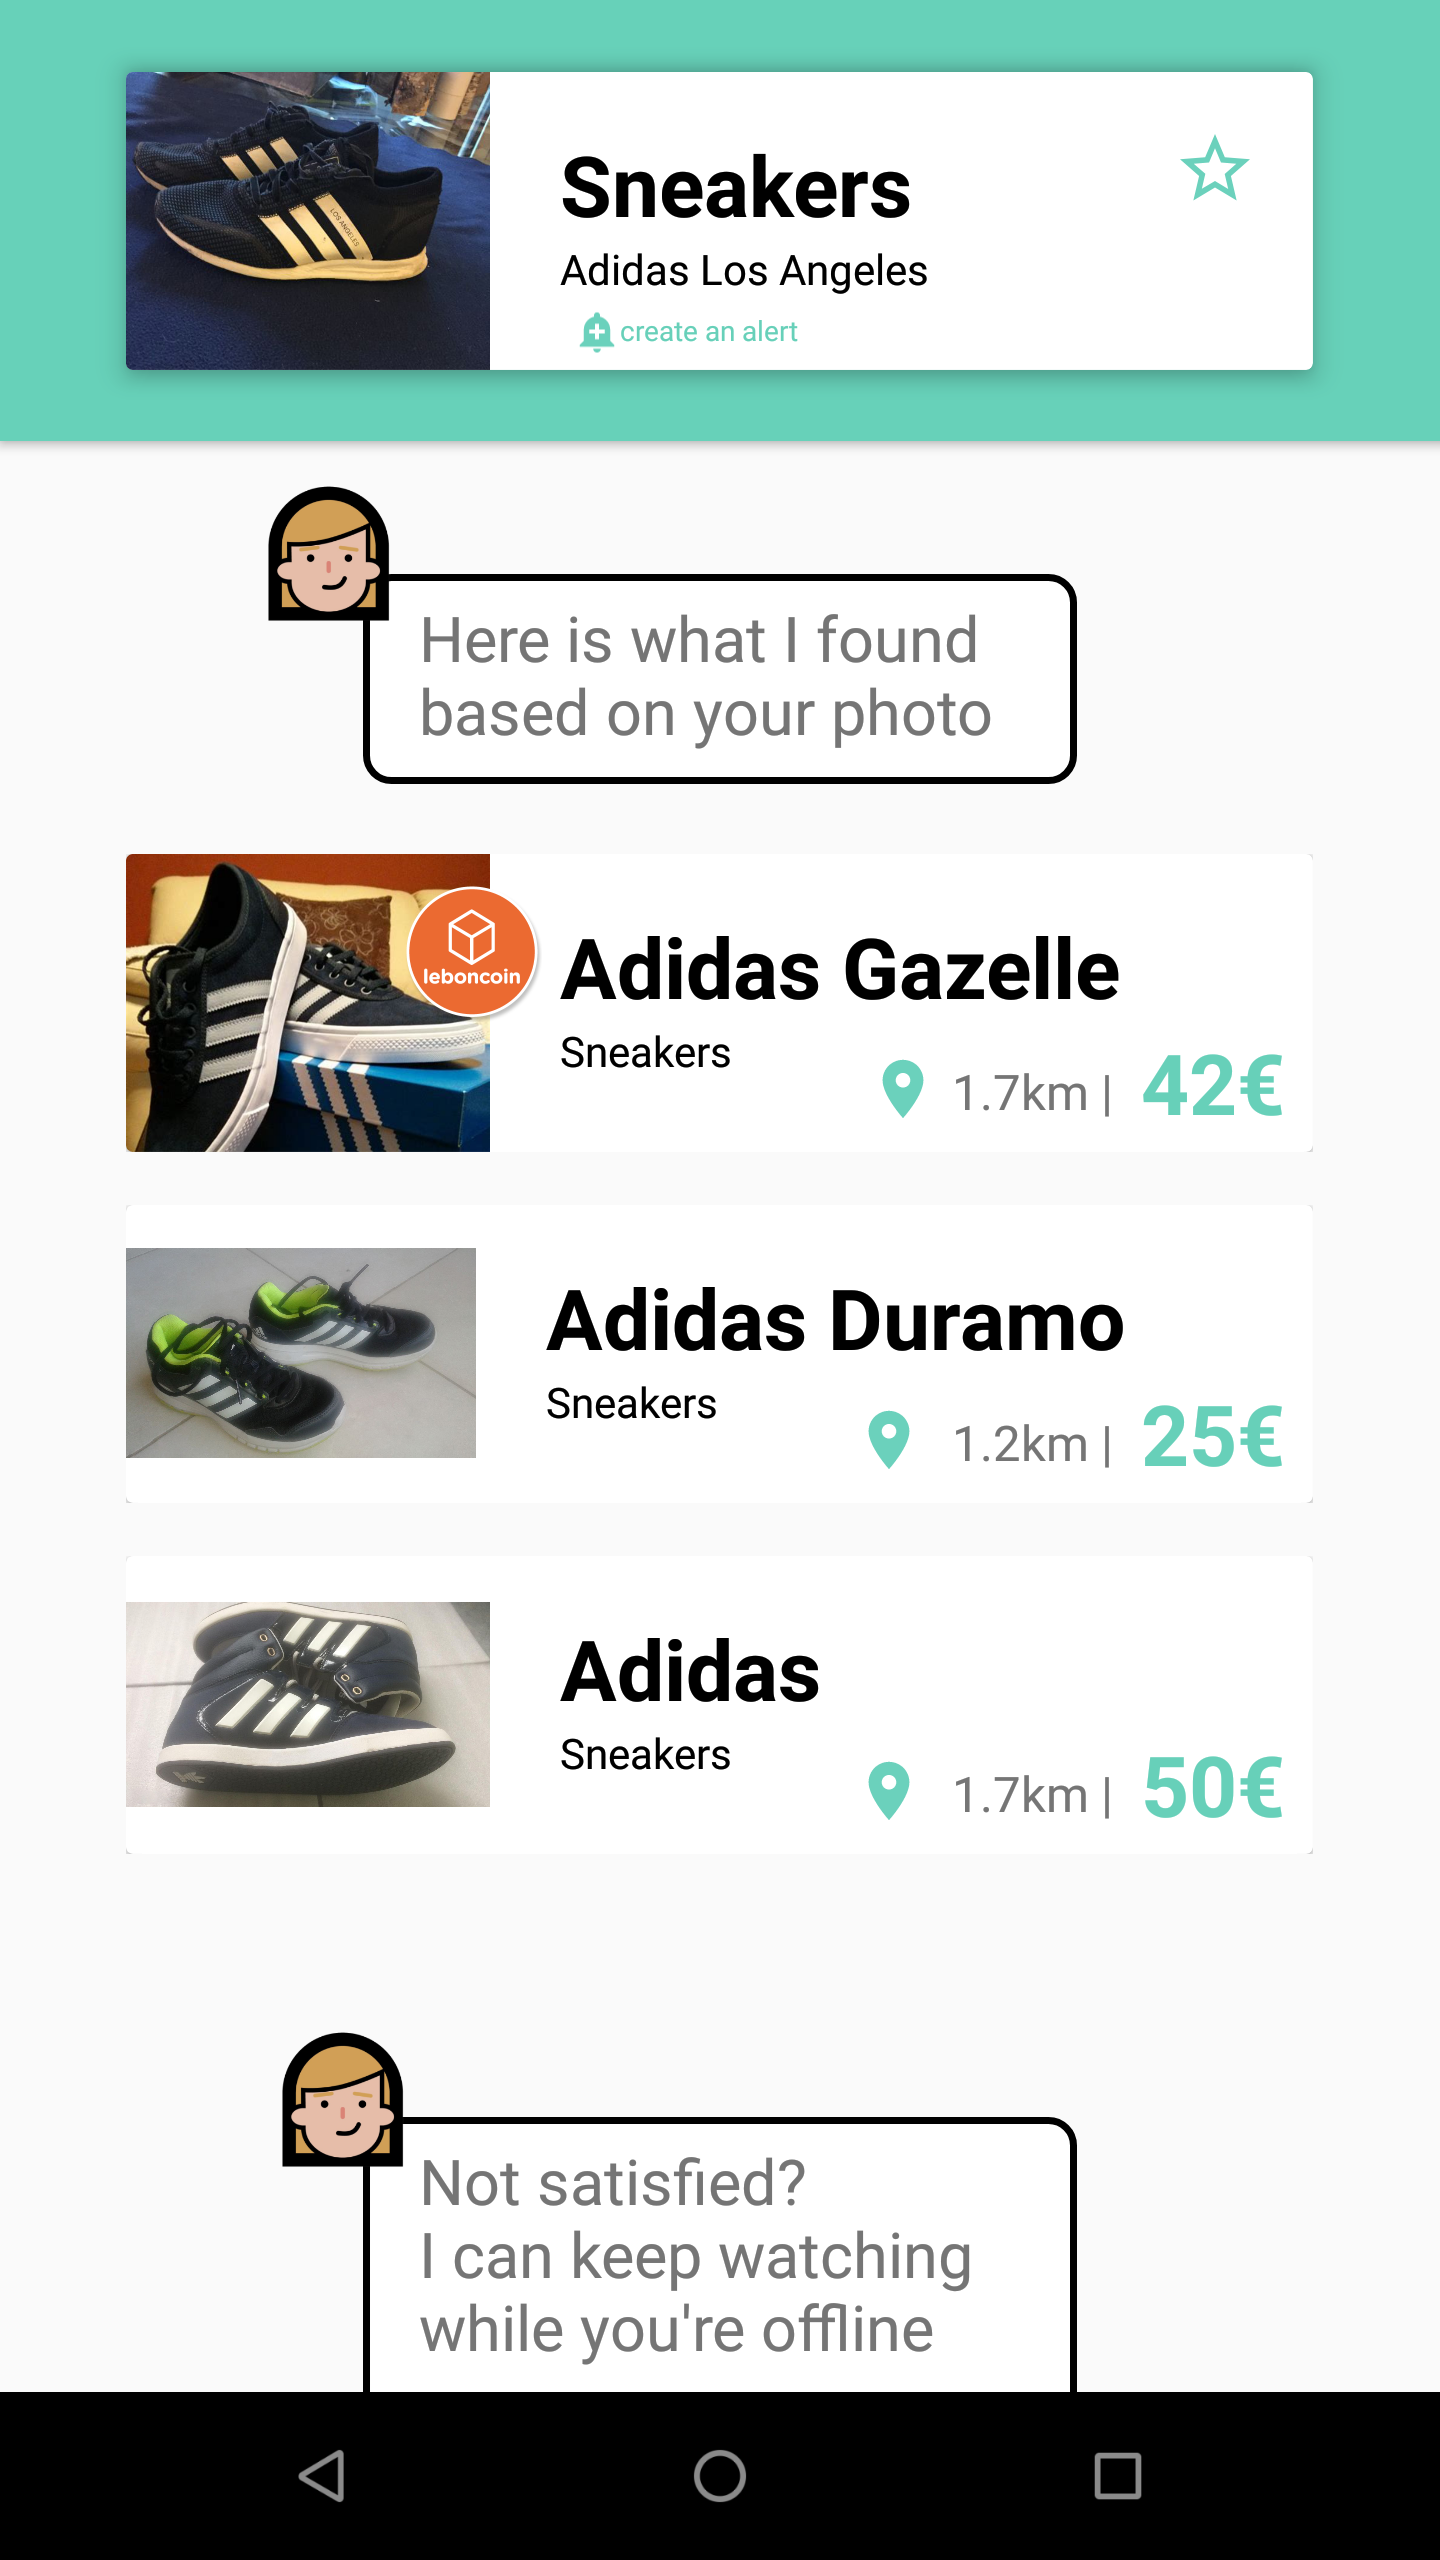 LOS ANGELES
Sneakers
Adidas Los Angeles
create an alert
Here is what I found
based on your photo
leboncoin
Adidas Gazelle
Sneakers
1.7km | 42€
Adidas Duramo
Sneakers
1.2km | 25€
Adidas
Sneakers
1.7km | 50€
Not satisfied?
I can keep watching
while you're offline